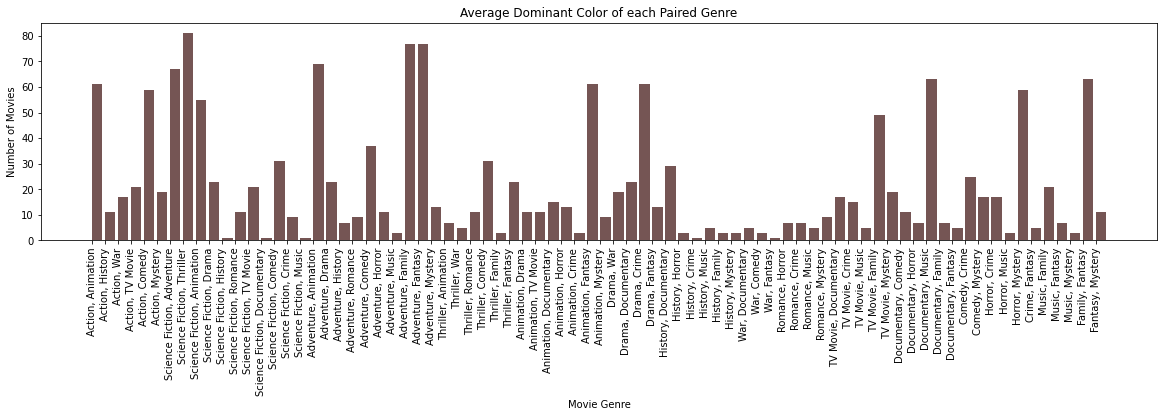 Average Dominant Color of each Paired Genre
Number of Movies
80
70
60
50
40
30
20
10
0
Action, Animation
Action, History
Action, War
Action, TV Movie
Action, Comedy
Action, Mystery
Science Fiction, Adventure
Science Fiction, Thriller
Science Fiction, Animation
Science Fiction, Drama
Science Fiction, History
Science Fiction, Romance
Science Fiction, TV Movie
Science Fiction, Documentary
Science Fiction, Comedy
Science Fiction, Crime
Science Fiction, Music
Adventure, Animation
Adventure, Drama
Adventure, History
Adventure, Romance
Adventure, Comedy
Adventure, Horror
Adventure, Music
Adventure, Family
Adventure, Fantasy
Adventure, Mystery
Thriller, Animation
Thriller, War
Thriller, Romance
Thriller, Comedy
Thriller, Family
Thriller, Fantasy
Animation, Drama
Animation, TV Movie
Animation, Documentary
Animation, Horror
Animation, Crime
Animation, Fantasy
Animation, Mystery
Drama, War
Drama, Documentary
Drama, Crime
Drama, Fantasy
History, Documentary
History, Horror
History, Crime
History, Music
History, Family
History, Mystery
War, Documentary
War, Comedy
War, Fantasy
Romance, Horror
Romance, Crime
Romance, Music
Romance, Mystery
TV Movie, Documentary
TV Movie, Crime
TV Movie, Music
TV Movie, Family
TV Movie, Mystery
Documentary, Comedy
Documentary, Horror
Documentary, Music
Documentary, Family
Documentary, Fantasy
Comedy, Crime
Comedy, Mystery
Horror, Crime
Horror, Music
Horror, Mystery
Crime, Fantasy
Music, Family
Music, Fantasy
Music, Mystery
Family, Fantasy
Fantasy, Mystery
Movie Genre